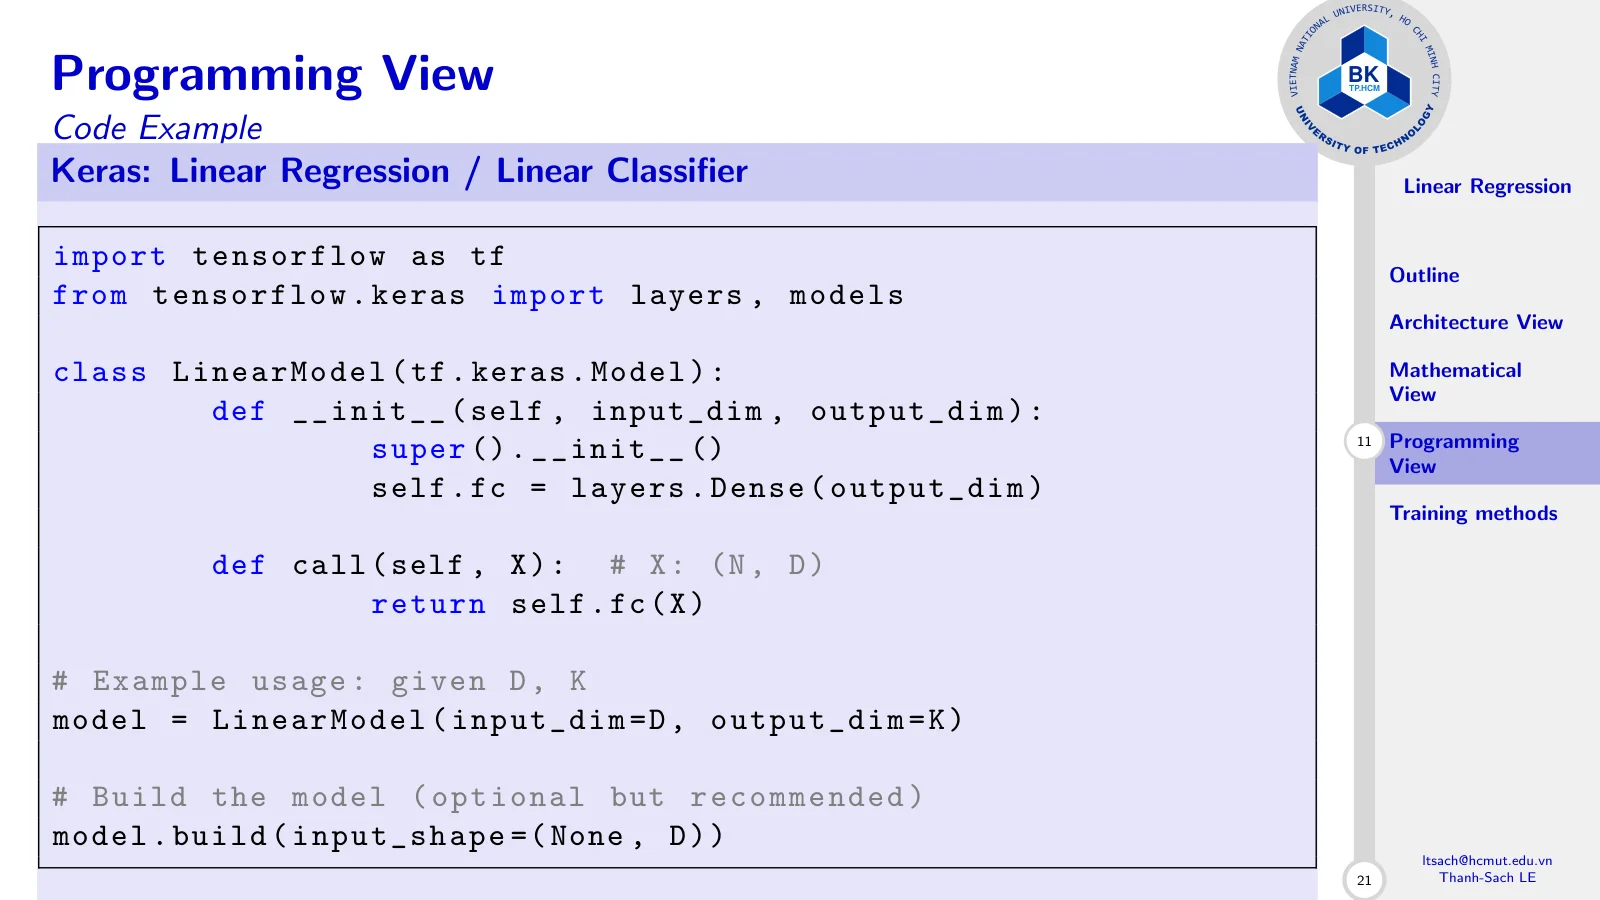 Programming View
Code Example
Keras: Linear Regression / Linear Classifier
import tensorflow as tf
from tensorflow.keras import layers, models
class LinearModel(tf.keras.Model):
def __init__(self, input_dim, output_dim):
super().__init__()
self.fc = layers.Dense(output_dim)
def call(self, X):  # X: (N, D)
return self.fc(X)
# Example usage: given D, K
model = LinearModel(input_dim=D, output_dim=K)
# Build the model (optional but recommended)
model.build(input_shape=(None, D))
VIETNAM NATIONAL UNIVERSITY, HO CHI MINH CITY
BK
TP.HCM
UNIVERSITY OF TECHNOLOGY
Linear Regression
Outline
Architecture View
Mathematical
View
11
Programming
View
Training methods
ltsach@hcmut.edu.vn
Thanh-Sach LE
21